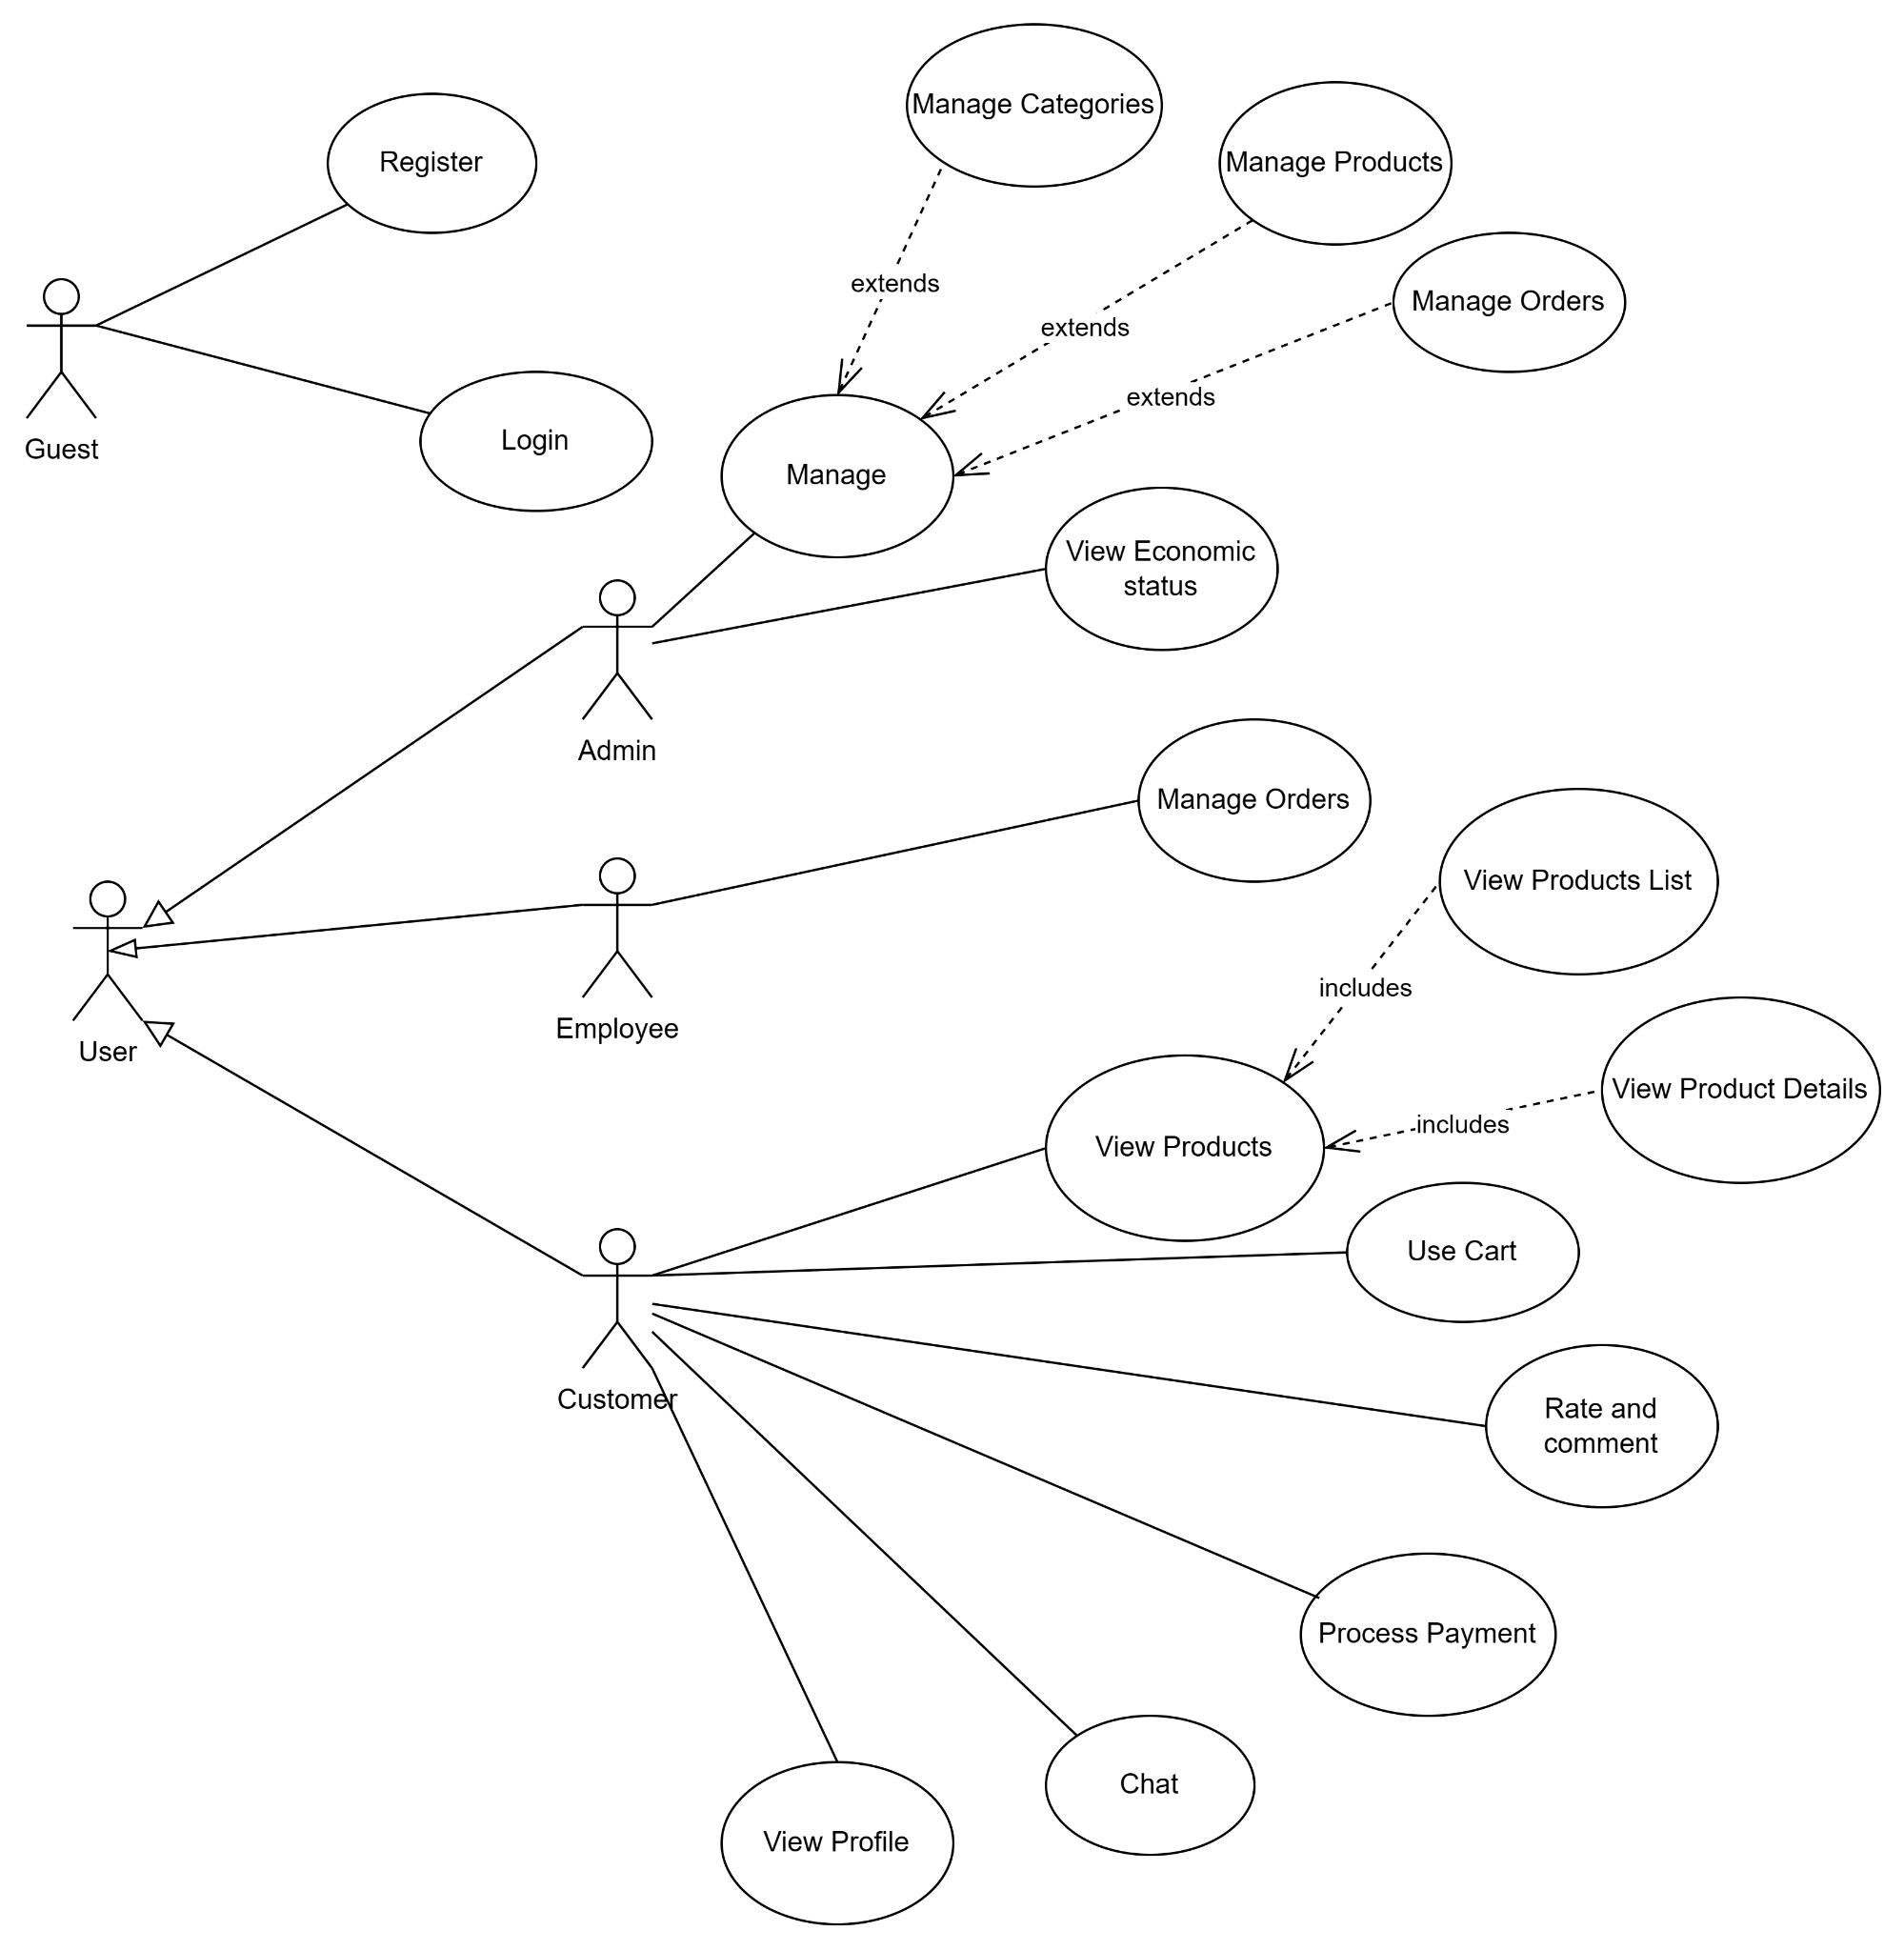 Manage Categories
Register
Manage Products
extends
Manage Orders
extends
extends
Guest
Login
Manage
View Economic
status
Admin
Manage Orders
View Products List
includes
Employee
User
View Product Details
includes
View Products
Use Cart
Customer
Rate and
comment
Process Payment
Chat
View Profile